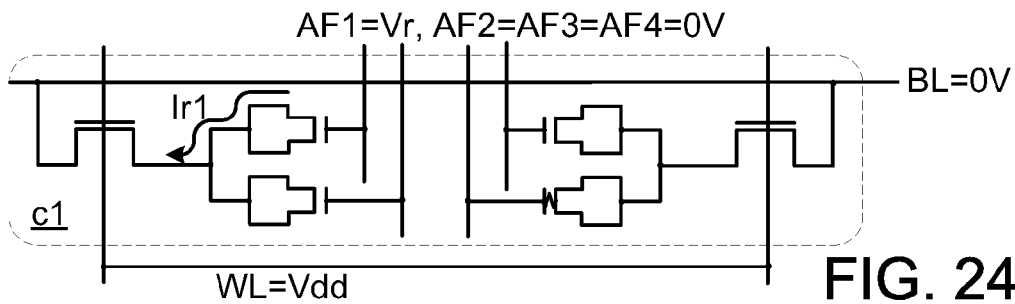 AF1=Vr, AF2=AF3=AF4=0V
BL=0V
Ir1
c1
WL=Vdd
FIG. 24